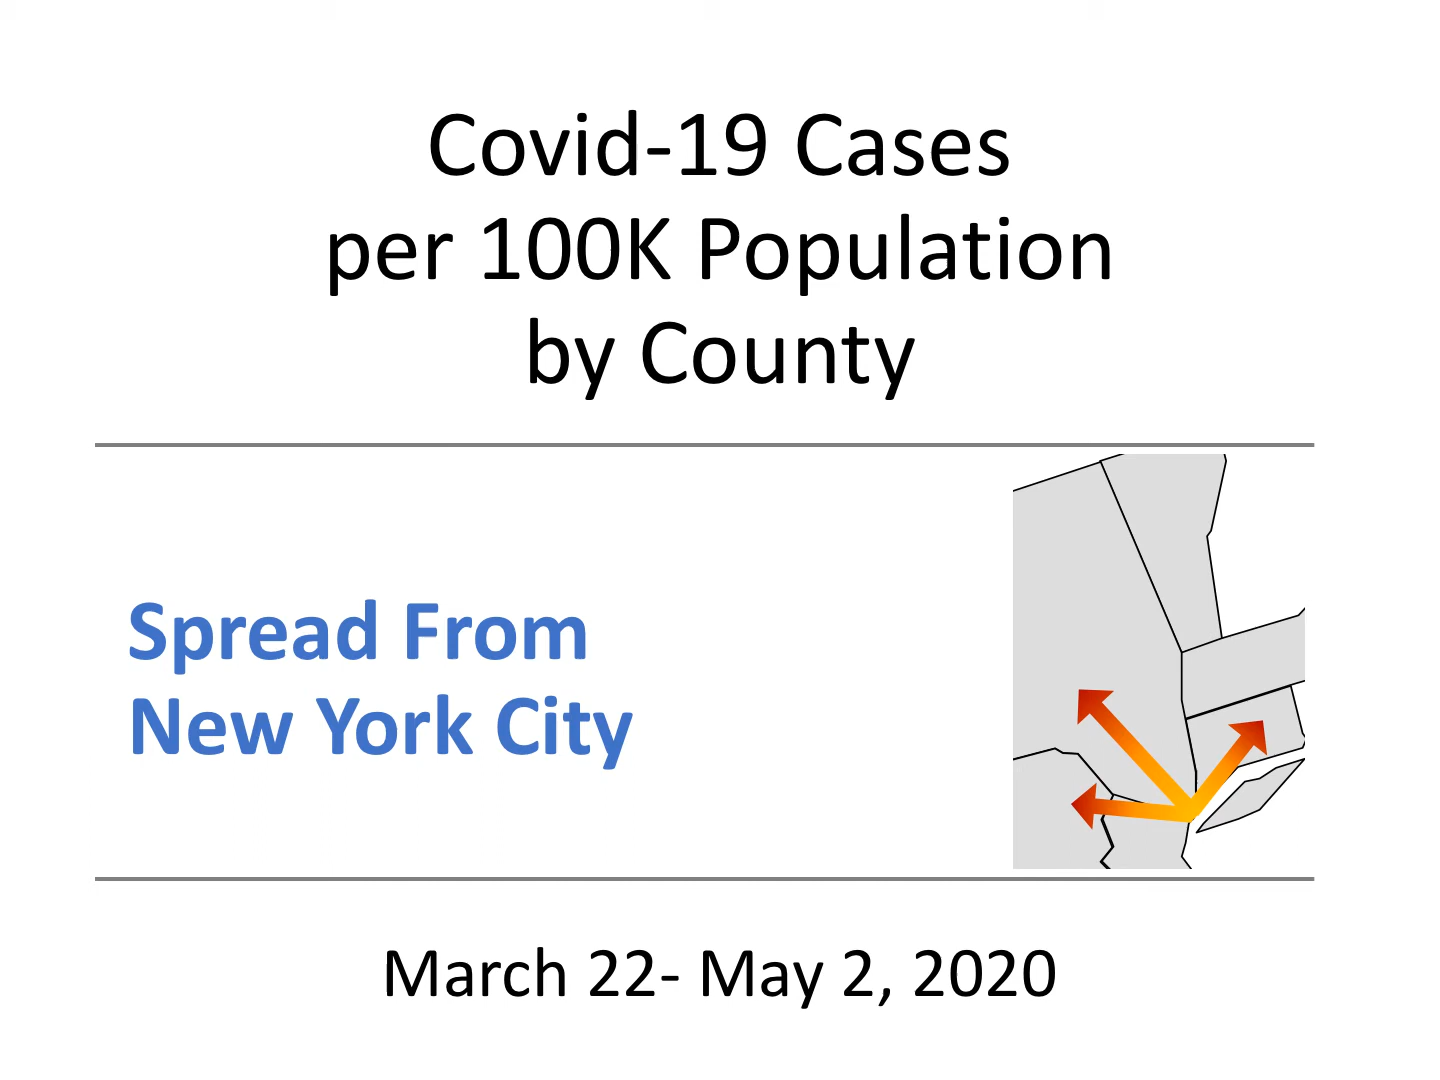 Covid-19 Cases
per 100K Population
by County
Spread From
New York City
March 22- May 2, 2020